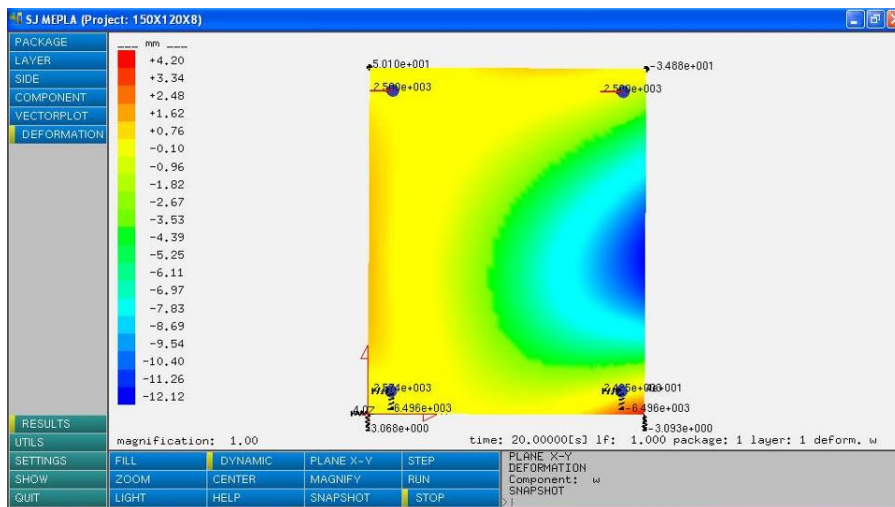 SJ MEPLA (Project: 150X120X8)
PACKAGE
LAYER
SIDE
COMPONENT
VECTORPLOT
DEFORMATION
RESULTS
UTILS
SETTINGS
SHOW
QUIT
___ mm ___
+4.20
+3.34
+2.48
+1.62
+0.76
-0.10
-0.96
-1.82
-2.67
-3.53
-4.39
-5.25
-6.11
-6.97
-7.83
-8.69
-9.54
-10.40
-11.26
-12.12
5.010e+001 -3.488e+001
2.500e+003 2.500e+003
2.574e+003
-6.496e+003 -6.496e+003
3.068e+000 -3.093e+000
magnification: 1.00 time: 20.00000[s] lf: 1.000 package: 1 layer: 1 deform. w
FILL DYNAMIC PLANE X-Y STEP
ZOOM CENTER MAGNIFY RUN
LIGHT HELP SNAPSHOT STOP
PLANE X-Y
DEFORMATION
Component: w
SNAPSHOT
>|